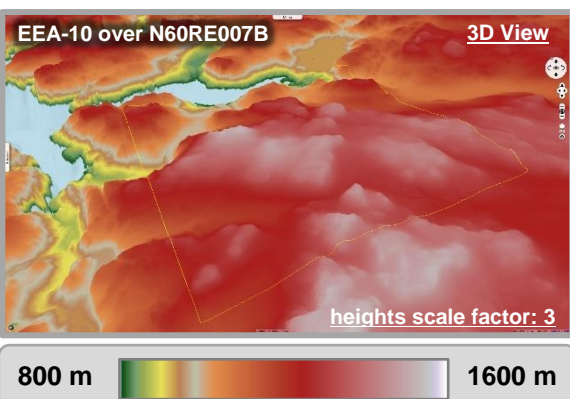 EEA-10 over N60RE007B
3D View
heights scale factor: 3
800 m
1600 m